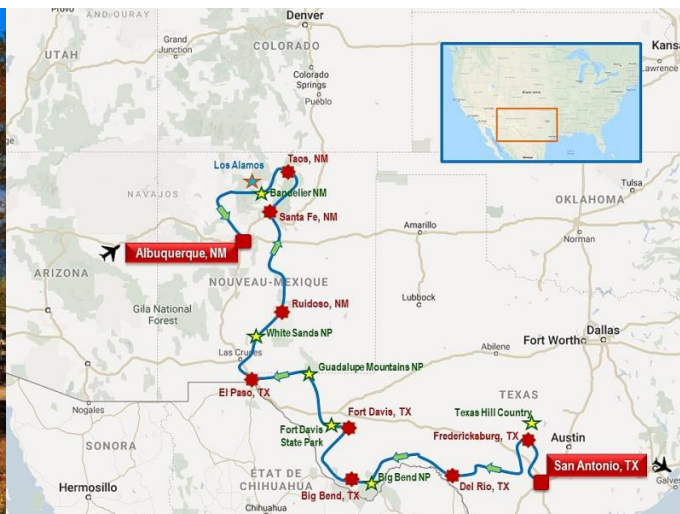 Provo
AND OURAY
Denver
UTAH
Grand
Junction
COLORADO
Colorado
Springs
Pueblo
Kans
Lawrence
Los Alamos
Taos, NM
NAVAJOS
Bandelier NM
Santa Fe, NM
Tulsa
OKLAHOMA
Albuquerque, NM
Amarillo
Norman
ARIZONA
NOUVEAU-MEXIQUE
Gila National
Forest
Ruidoso, NM
Lubbock
White Sands NP
Las Cruces
Abilene
Fort Worth
Dallas
Guadalupe Mountains NP
El Paso, TX
TEXAS
Nogales
Fort Davis, TX
Texas Hill Country
Fort Davis
State Park
Fredericksburg, TX
Austin
SONORA
San Antonio, TX
ÉTAT DE
CHIHUAHUA
Big Bend NP
Del Rio, TX
Galves
Hermosillo
Big Bend, TX
Chihuahua